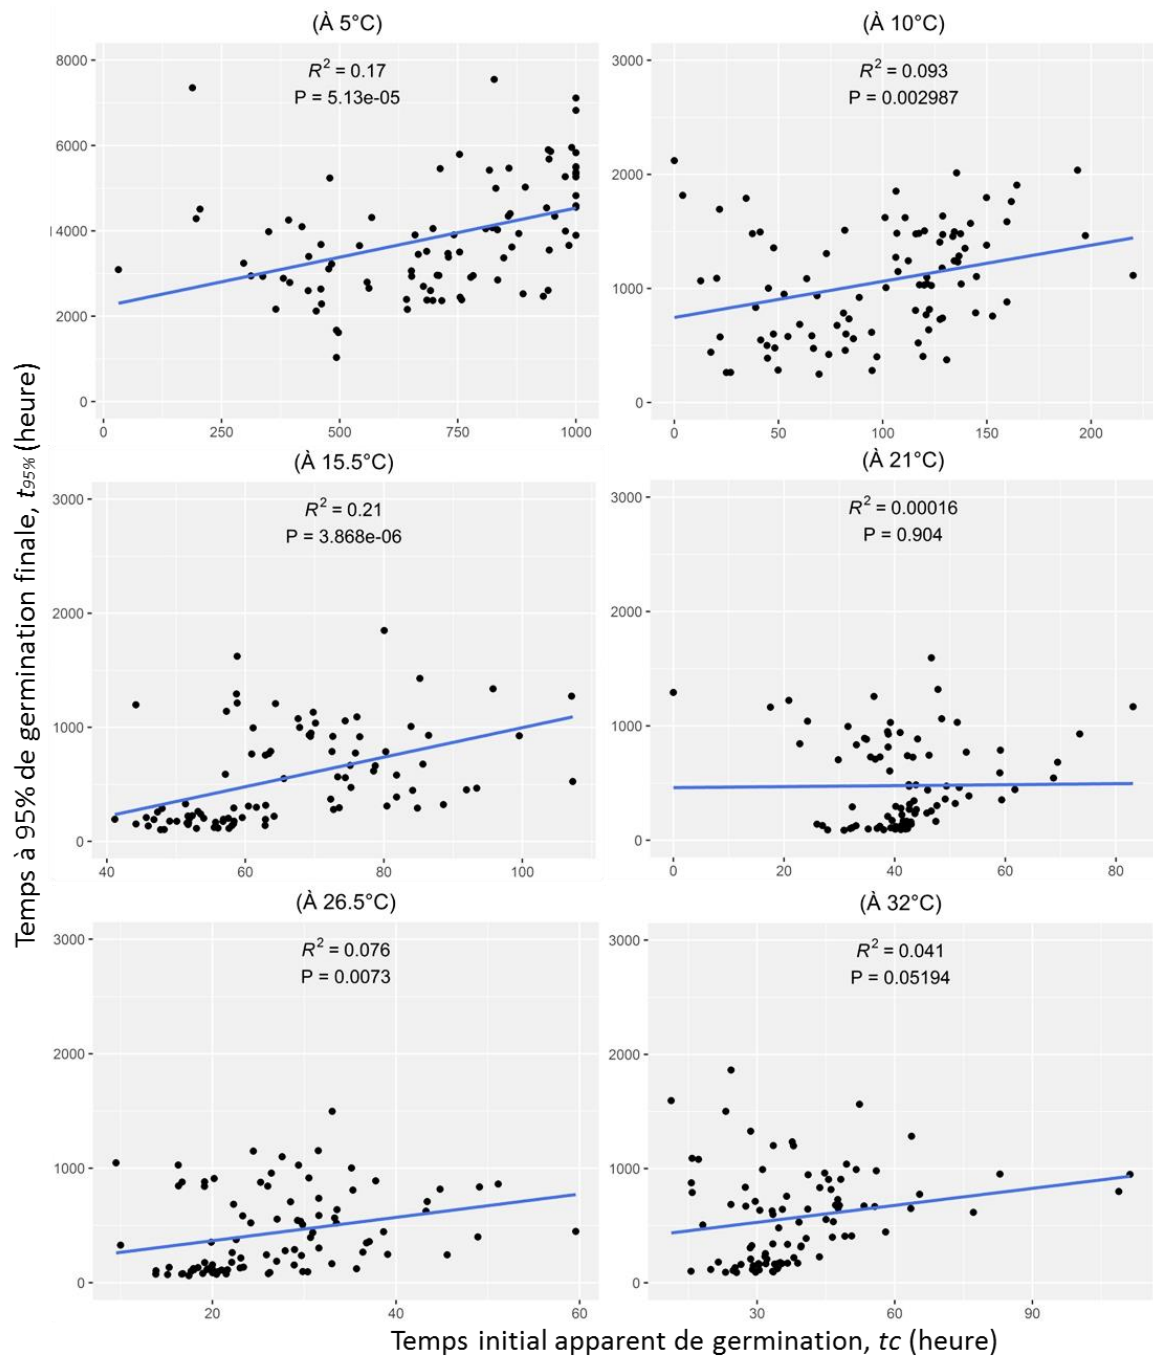 (À 5°C)
R² = 0.17
P = 5.13e-05
8000
6000
4000
2000
0
0 250 500 750 1000
(À 10°C)
R² = 0.093
P = 0.002987
3000
2000
1000
0
0 50 100 150 200
(À 15.5°C)
R² = 0.21
P = 3.868e-06
3000
2000
1000
0
40 60 80 100
(À 21°C)
R² = 0.00016
P = 0.904
3000
2000
1000
0
0 20 40 60 80
(À 26.5°C)
R² = 0.076
P = 0.0073
3000
2000
1000
0
20 40 60
(À 32°C)
R² = 0.041
P = 0.05194
3000
2000
1000
0
30 60 90
Temps à 95% de germination finale, t95% (heure)
Temps initial apparent de germination, tc (heure)